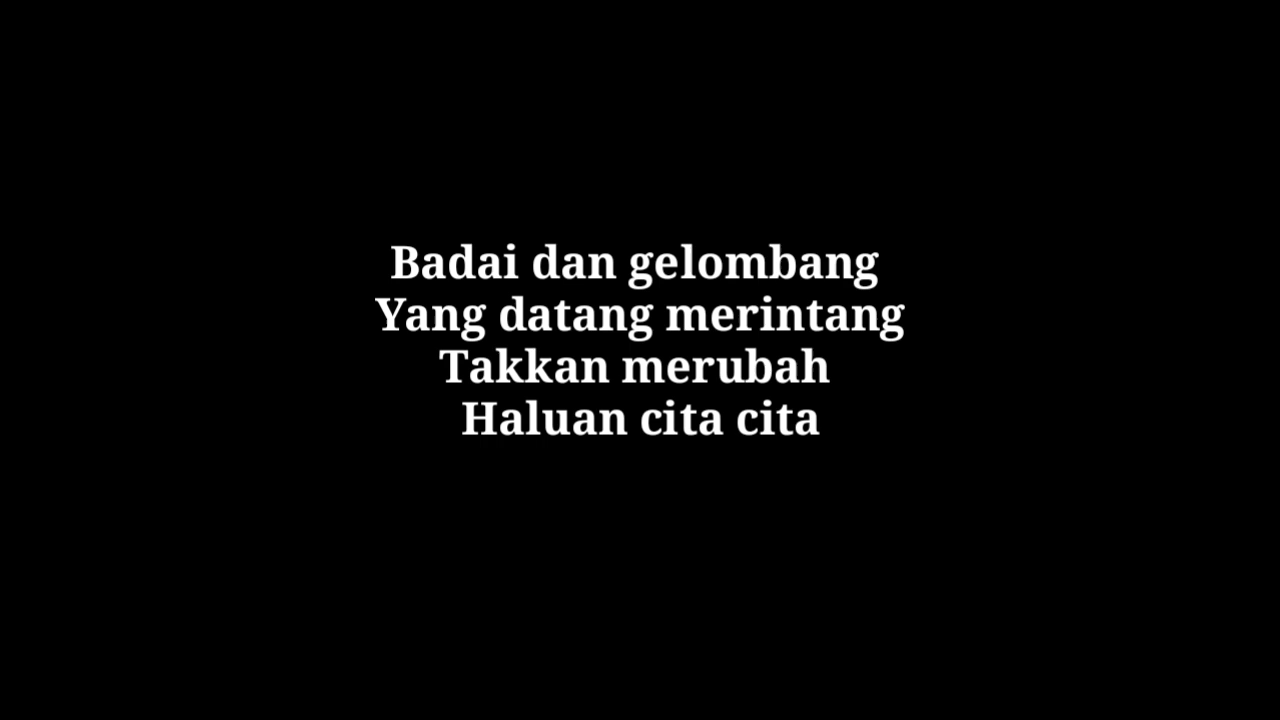 Badai dan gelombang
Yang datang merintang
Takkan merubah
Haluan cita cita